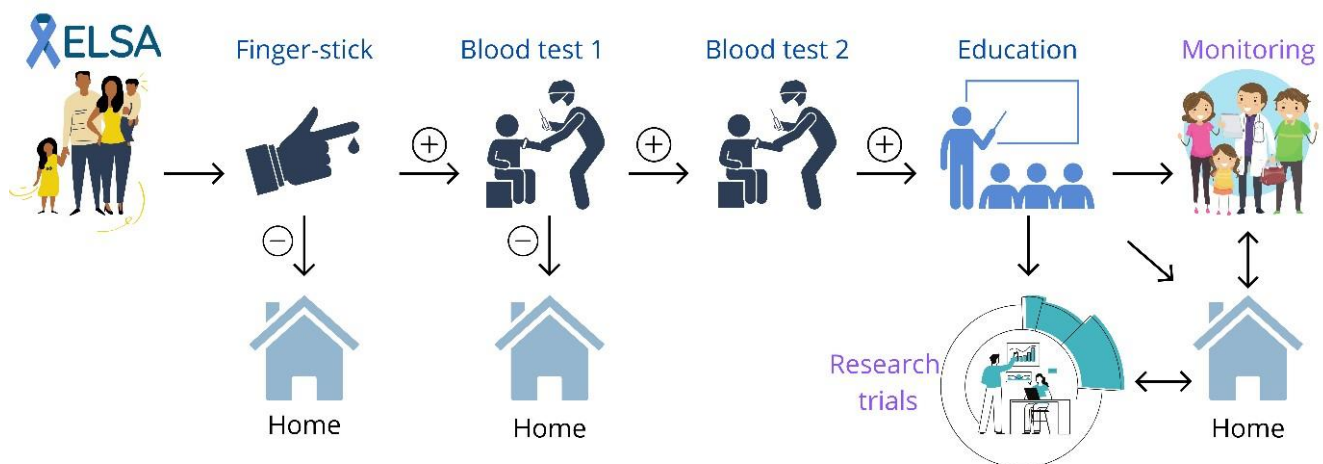 ELSA
Finger-stick
Blood test 1
Blood test 2
Education
Monitoring
+
+
+
−
−
Home
Home
Research
trials
Home